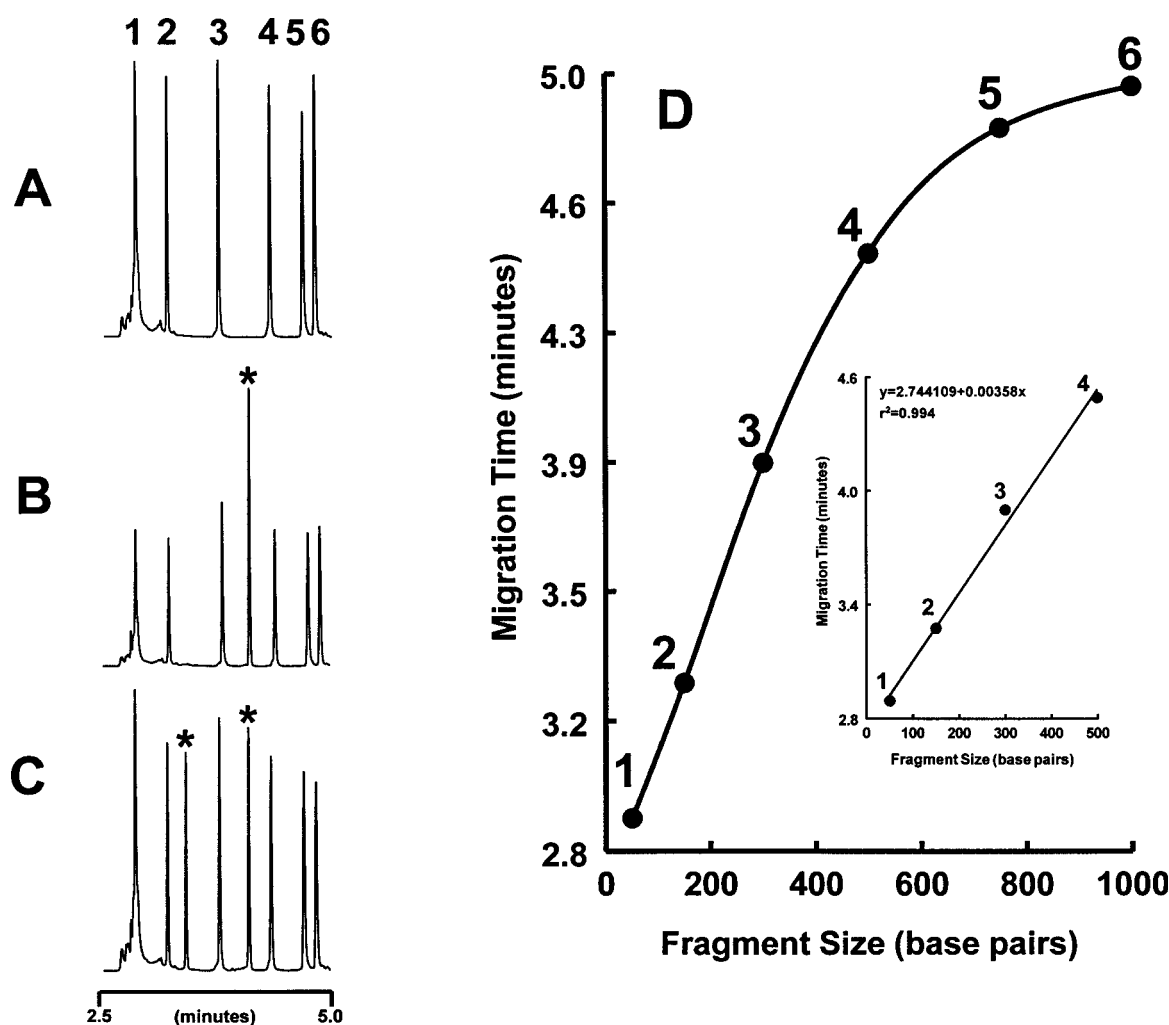 1 2 3 4 5 6
A
*
B
* *
C
2.5 (minutes) 5.0
D
Migration Time (minutes)
5.0
4.6
4.3
3.9
3.5
3.2
2.8
0 200 400 600 800 1000
Fragment Size (base pairs)
1
2
3
4
5
6
y=2.744109+0.00358x
r²=0.994
Migration Time (minutes)
4.6
4.0
3.4
2.8
0 100 200 300 400 500
Fragment Size (base pairs)
1
2
3
4